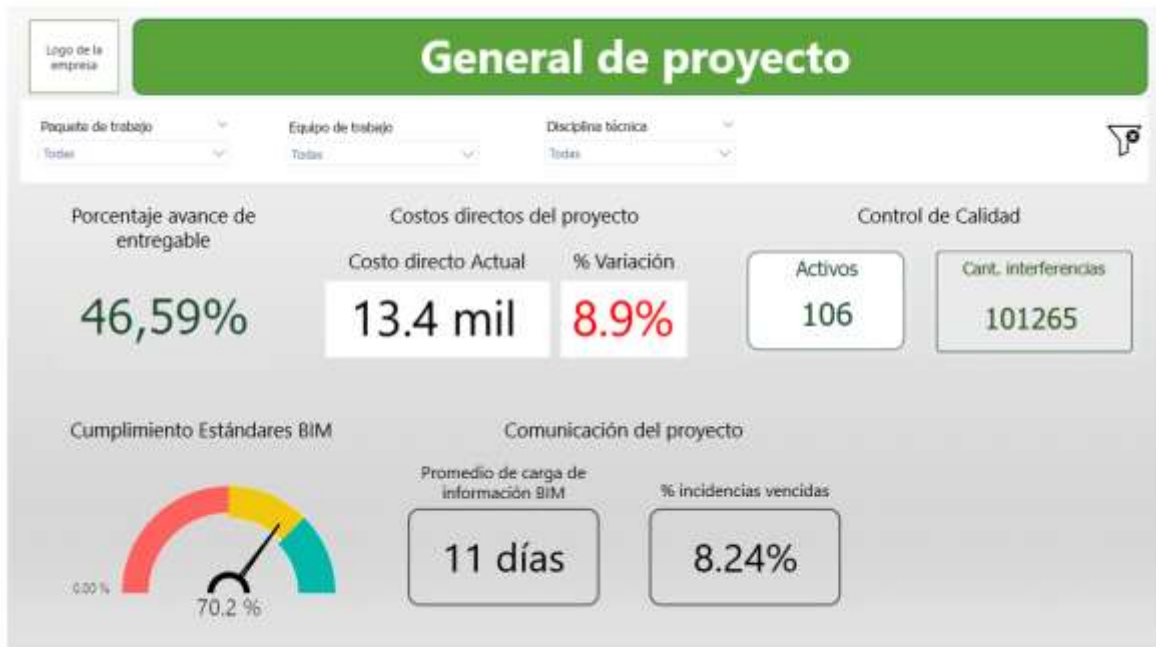 Logo de la
empresa
General de proyecto
Paquete de trabajo
Equipo de trabajo
Disciplina técnica
Todas
Todas
Todas
Porcentaje avance de
entregable
46,59%
Costos directos del proyecto
Costo directo Actual
% Variación
13.4 mil
8.9%
Control de Calidad
Activos
106
Cant. interferencias
101265
Cumplimiento Estándares BIM
0.00 %
70.2 %
Comunicación del proyecto
Promedio de carga de
información BIM
11 días
% incidencias vencidas
8.24%